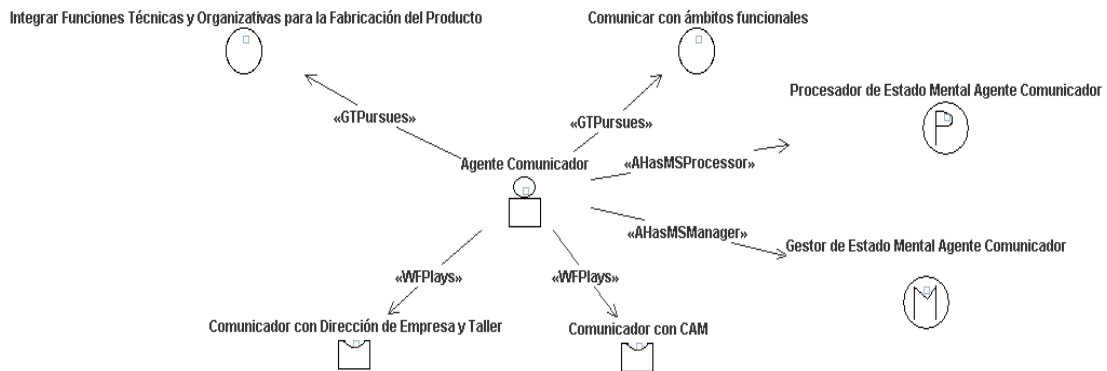 Integrar Funciones Técnicas y Organizativas para la Fabricación del Producto
Comunicar con ámbitos funcionales
Procesador de Estado Mental Agente Comunicador
P
«GTPursues»
«GTPursues»
Agente Comunicador
«AHasMSProcessor»
«AHasMSManager»
Gestor de Estado Mental Agente Comunicador
M
«WFPlays»
«WFPlays»
Comunicador con Dirección de Empresa y Taller
Comunicador con CAM